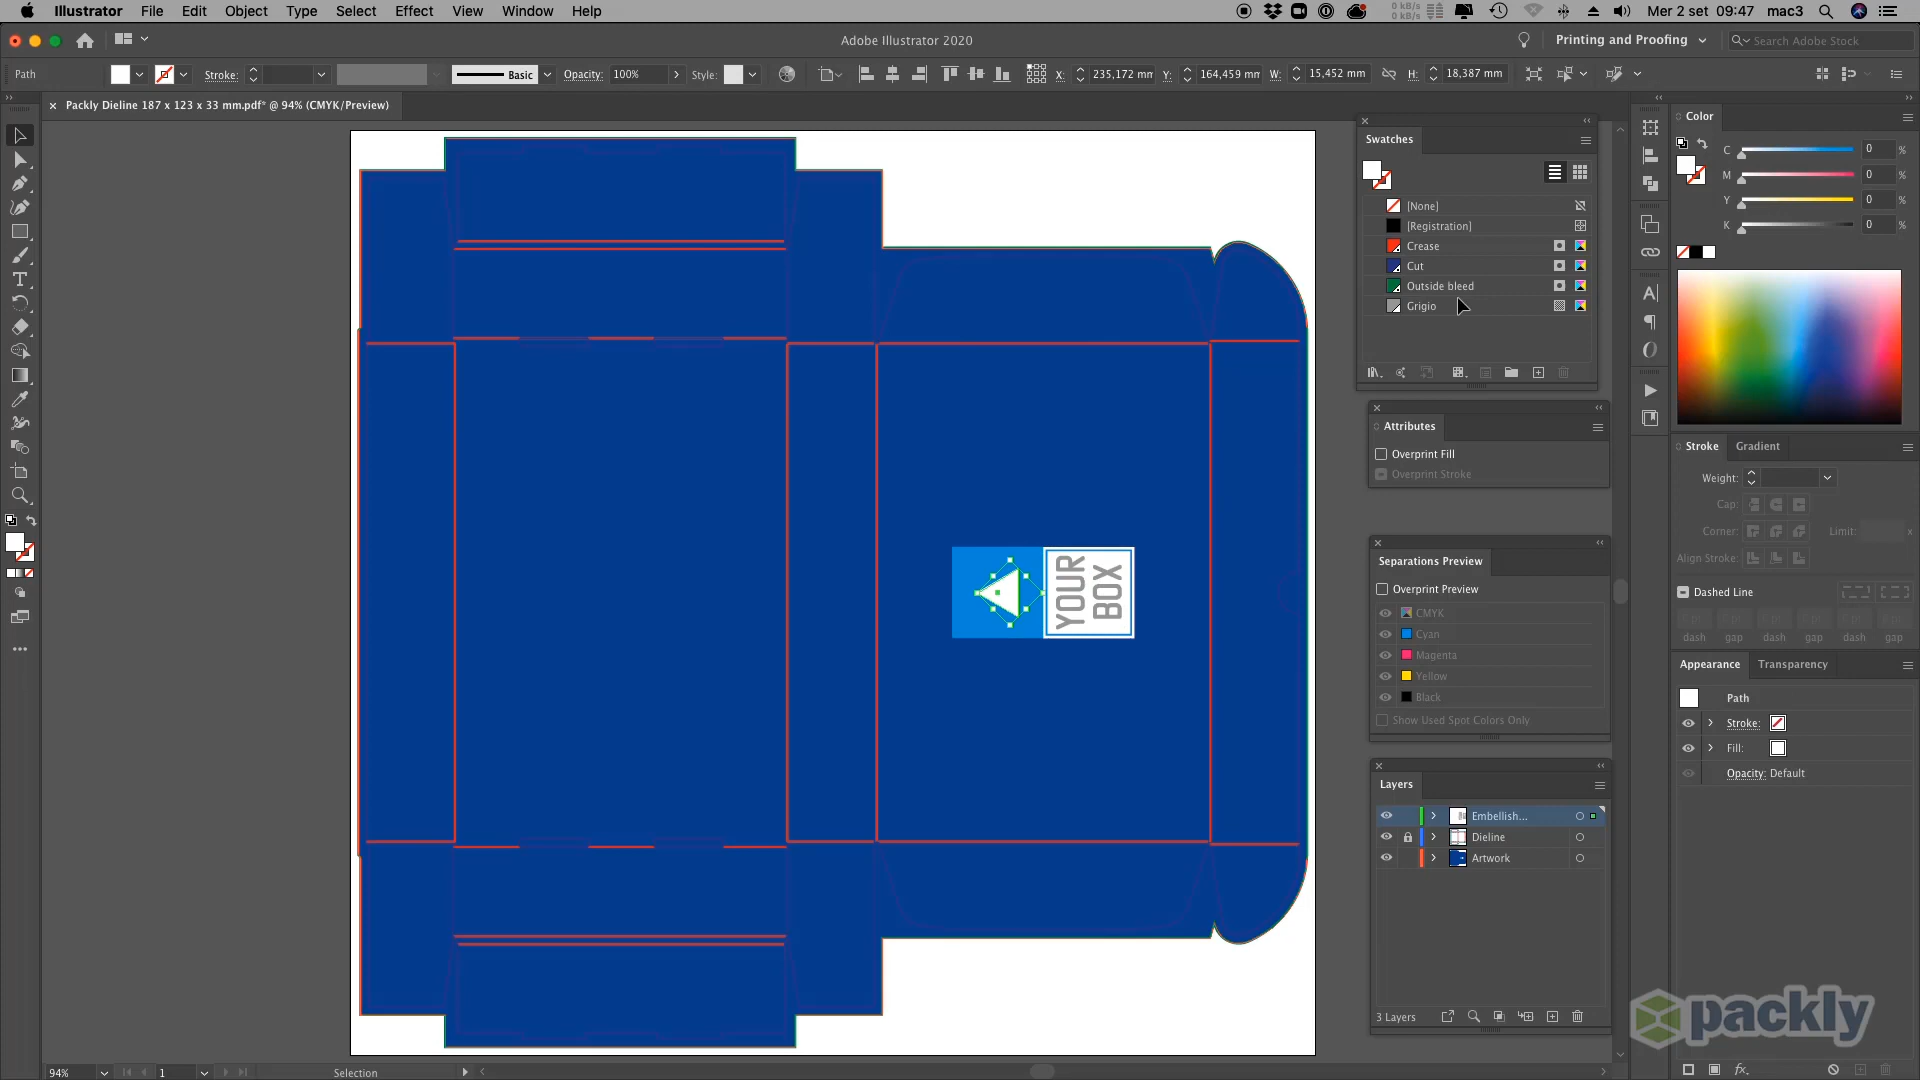 Illustrator File Edit Object Type Select Effect View Window Help
0 kB/s
0 kB/s
Mer 2 set 09:47 mac3
Adobe Illustrator 2020
Printing and Proofing
Search Adobe Stock
Path
Stroke:
Basic
Opacity: 100%
Style:
X: 235,172 mm
Y: 164,459 mm
W: 15,452 mm
H: 18,387 mm
Packly Dieline 187 x 123 x 33 mm.pdf* @ 94% (CMYK/Preview)
Swatches
[None]
[Registration]
Crease
Cut
Outside bleed
Grigio
Attributes
Overprint Fill
Overprint Stroke
Separations Preview
Overprint Preview
CMYK
Cyan
Magenta
Yellow
Black
Show Used Spot Colors Only
Layers
Embellish...
Dieline
Artwork
3 Layers
Color
C 0 %
M 0 %
Y 0 %
K 0 %
Stroke Gradient
Weight:
Cap:
Corner:
Limit:
x
Align Stroke:
Dashed Line
dash gap dash gap dash gap
Appearance Transparency
Path
Stroke:
Fill:
Opacity: Default
fx.
YOUR
BOX
packly
94%
1
Selection